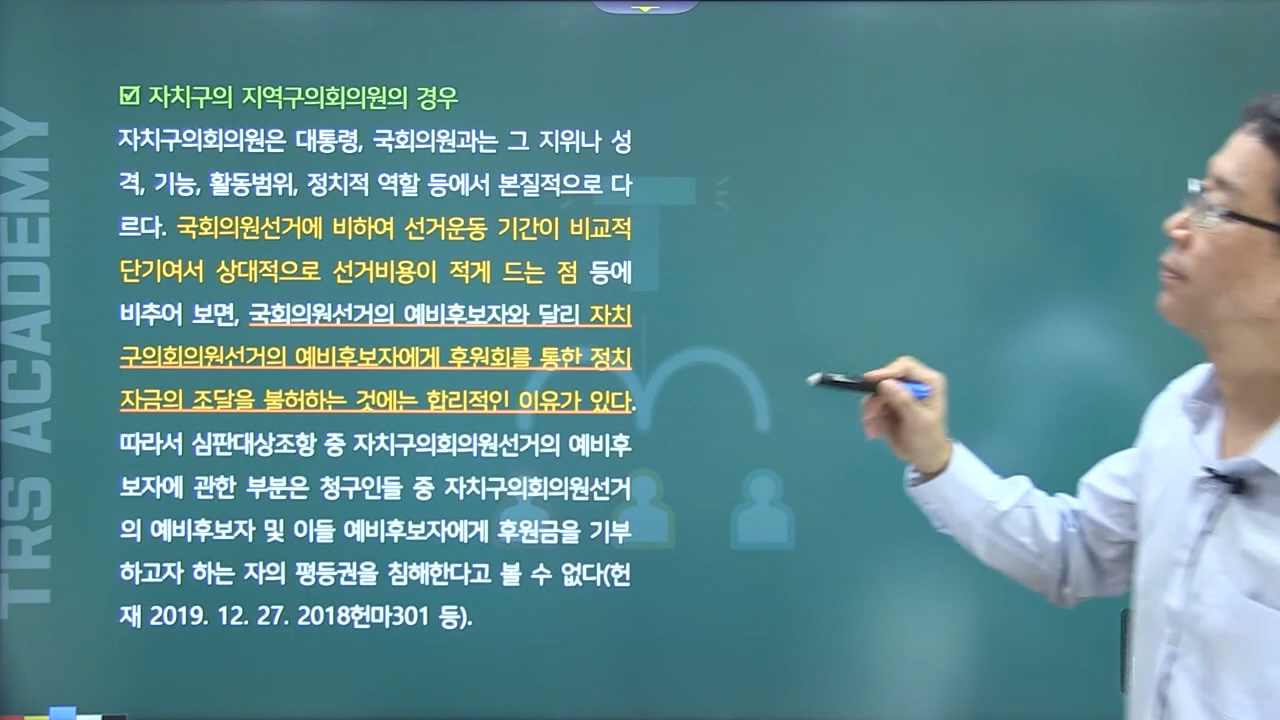 ☑ 자치구의 지역구의회의원의 경우
자치구의회의원은 대통령, 국회의원과는 그 지위나 성
격, 기능, 활동범위, 정치적 역할 등에서 본질적으로 다
르다. 국회의원선거에 비하여 선거운동 기간이 비교적
단기여서 상대적으로 선거비용이 적게 드는 점 등에
비추어 보면, 국회의원선거의 예비후보자와 달리 자치
구의회의원선거의 예비후보자에게 후원회를 통한 정치
자금의 조달을 불허하는 것에는 합리적인 이유가 있다.
따라서 심판대상조항 중 자치구의회의원선거의 예비후
보자에 관한 부분은 청구인들 중 자치구의회의원선거
의 예비후보자 및 이들 예비후보자에게 후원금을 기부
하고자 하는 자의 평등권을 침해한다고 볼 수 없다(헌
재 2019. 12. 27. 2018헌마301 등).
TRS ACADEMY